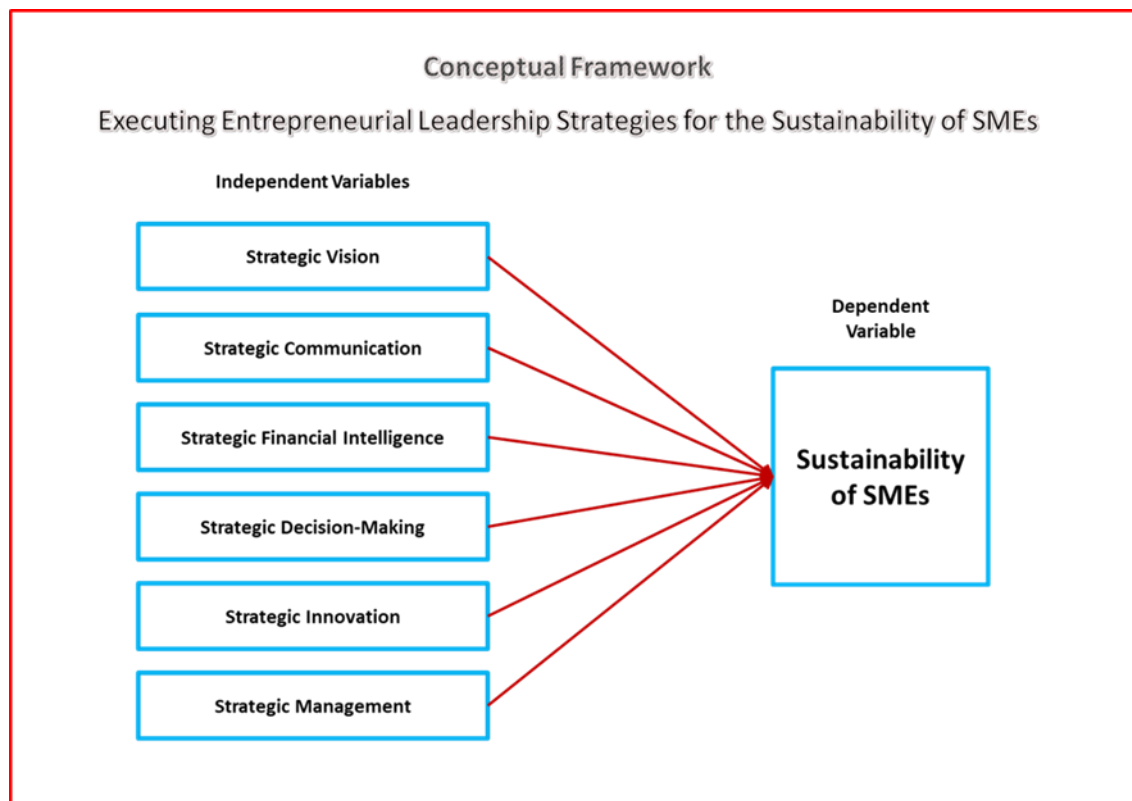 Conceptual Framework
Executing Entrepreneurial Leadership Strategies for the Sustainability of SMEs
Independent Variables
Strategic Vision
Strategic Communication
Strategic Financial Intelligence
Strategic Decision-Making
Strategic Innovation
Strategic Management
Dependent
Variable
Sustainability
of SMEs